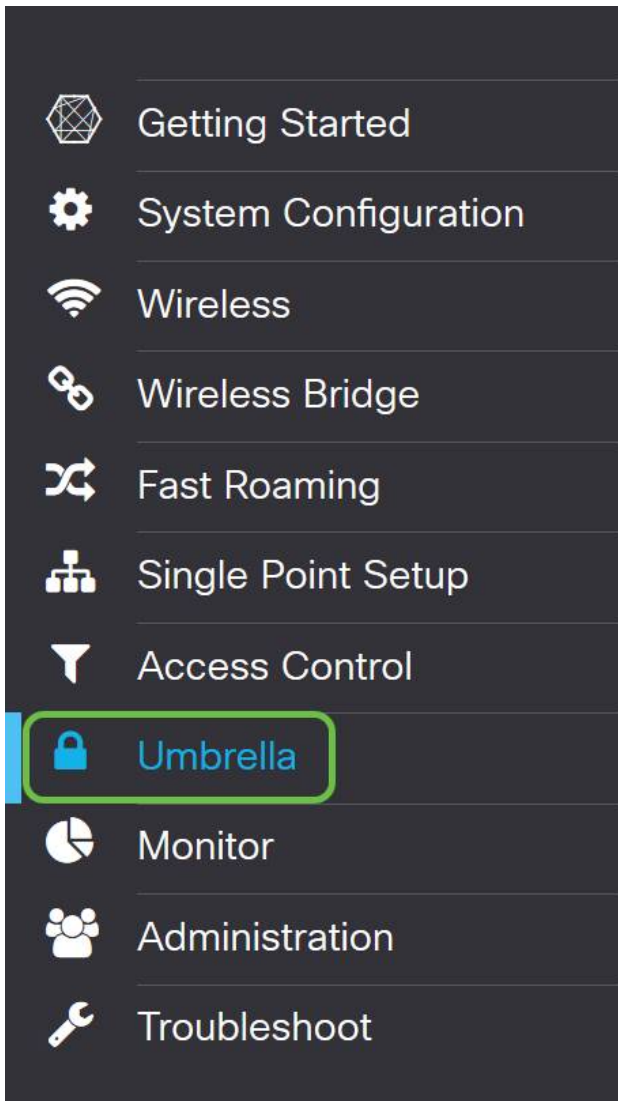 Getting Started
System Configuration
Wireless
Wireless Bridge
Fast Roaming
Single Point Setup
Access Control
Umbrella
Monitor
Administration
Troubleshoot